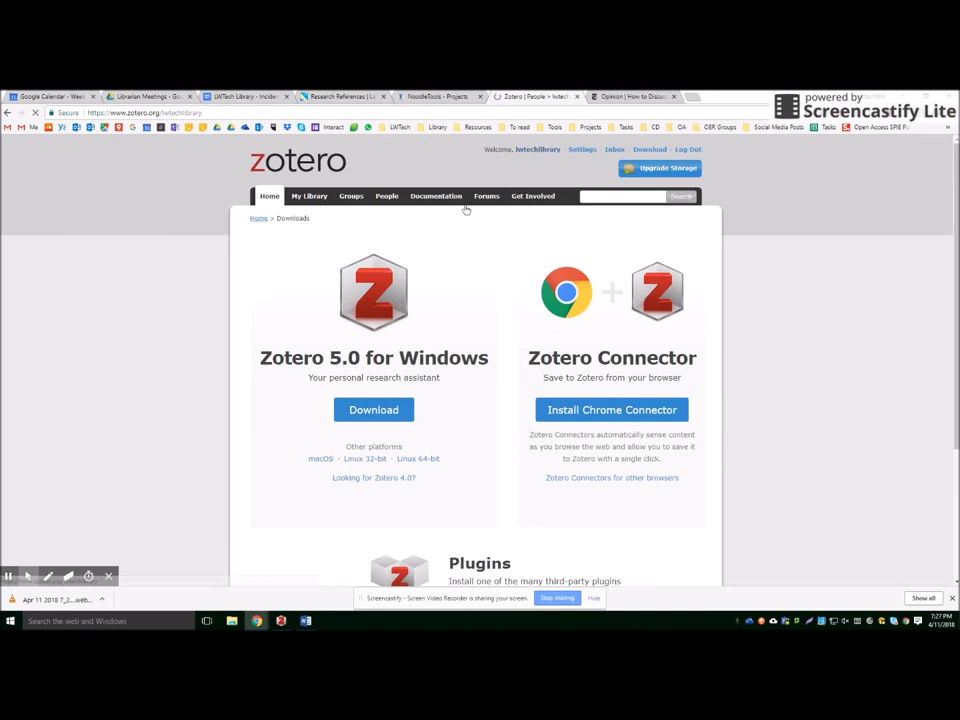 powered by
Screencastify Lite
Google Calendar - Wee
Librarian Meetings - Go
LWTech Library - Incide
Research References | La
NoodleTools - Projects
Zotero | People > lwtec
Opinion | How to Discu
Secure
https://www.zotero.org/lwtechlibrary
Me
Interact
LWTech
Library
Resources
To read
Tools
Projects
Tasks
CD
OA
OER Groups
Social Media Posts
Tasks
Open Access SPIE P
zotero
Welcome, lwtechlibrary · Settings · Inbox · Download · Log Out
Upgrade Storage
Home My Library Groups People Documentation Forums Get Involved Search
Home > Downloads
Z
Z
Zotero 5.0 for Windows
Your personal research assistant
Download
Other platforms
macOS · Linux 32-bit · Linux 64-bit
Looking for Zotero 4.0?
Zotero Connector
Save to Zotero from your browser
Install Chrome Connector
Zotero Connectors automatically sense content
as you browse the web and allow you to save it
to Zotero with a single click.
Zotero Connectors for other browsers
Z
Plugins
Install one of the many third-party plugins
Apr 11 2018 7_2....web...
Screencastify - Screen Video Recorder is sharing your screen.
Stop sharing
Hide
Show all
Search the web and Windows
7:27 PM
4/11/2018